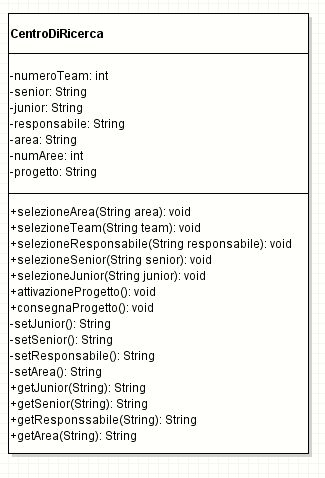 CentroDiRicerca
-numeroTeam: int
-senior: String
-junior: String
-responsabile: String
-area: String
-numAree: int
-progetto: String
+selezioneArea(String area): void
+selezioneTeam(String team): void
+selezioneResponsabile(String responsabile): void
+selezioneSenior(String senior): void
+selezioneJunior(String junior): void
+attivazioneProgetto(): void
+consegnaProgetto(): void
-setJunior(): String
-setSenior(): String
-setResponsabile(): String
-setArea(): String
+getJunior(String): String
+getSenior(String): String
+getResponssabile(String): String
+getArea(String): String